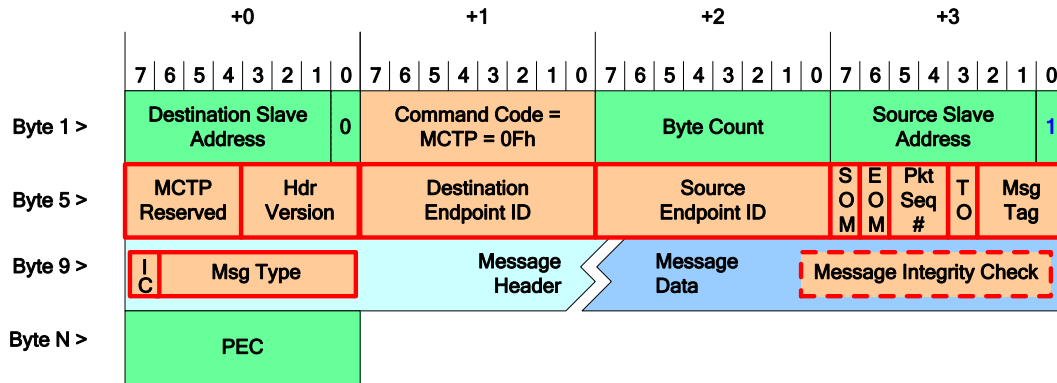 +0 +1 +2 +3
7 6 5 4 3 2 1 0 7 6 5 4 3 2 1 0 7 6 5 4 3 2 1 0 7 6 5 4 3 2 1 0
Byte 1 >
Destination Slave
Address
0
Command Code =
MCTP = 0Fh
Byte Count
Source Slave
Address
1
Byte 5 >
MCTP
Reserved
Hdr
Version
Destination
Endpoint ID
Source
Endpoint ID
S
O
M
E
O
M
Pkt
Seq
#
T
O
Msg
Tag
Byte 9 >
I
C
Msg Type
Message
Header
Message
Data
Message Integrity Check
Byte N >
PEC